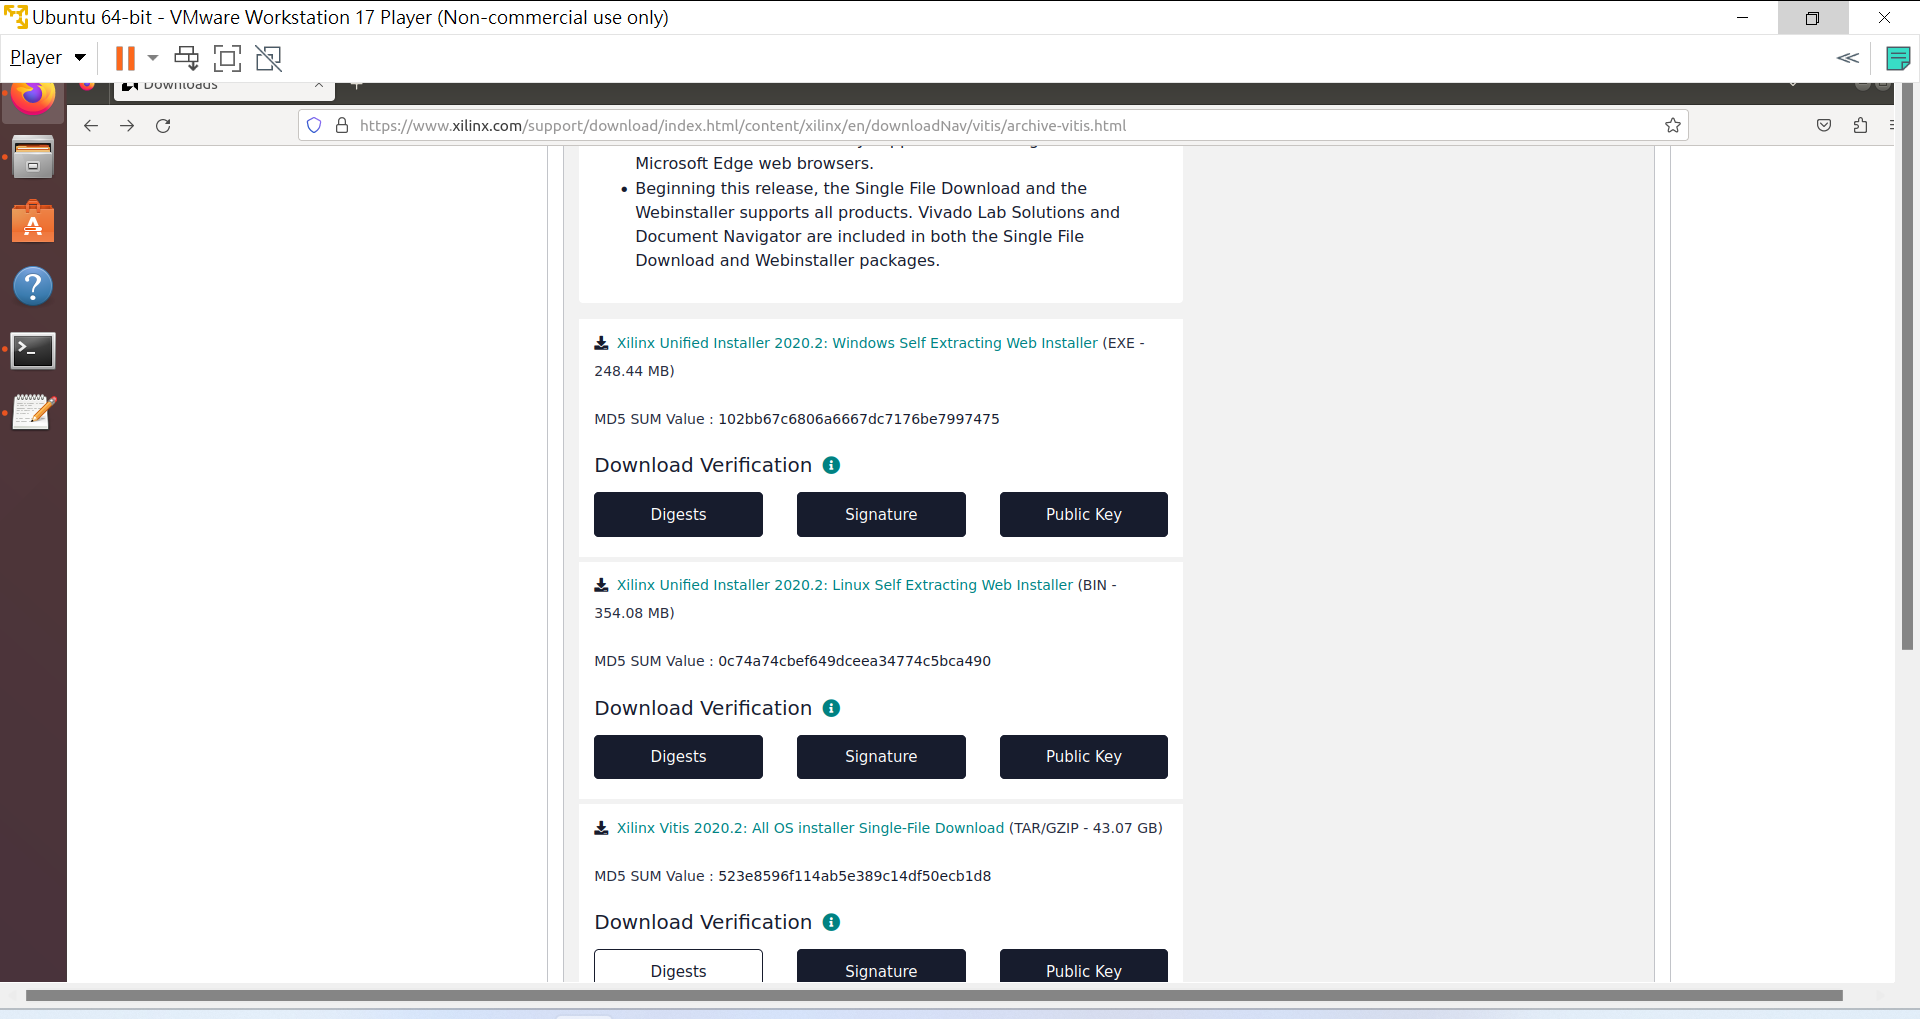 Ubuntu 64-bit - VMware Workstation 17 Player (Non-commercial use only)
Player
Downloads
https://www.xilinx.com/support/download/index.html/content/xilinx/en/downloadNav/vitis/archive-vitis.html
Microsoft Edge web browsers.
• Beginning this release, the Single File Download and the
Webinstaller supports all products. Vivado Lab Solutions and
Document Navigator are included in both the Single File
Download and Webinstaller packages.
Xilinx Unified Installer 2020.2: Windows Self Extracting Web Installer (EXE -
248.44 MB)
MD5 SUM Value : 102bb67c6806a6667dc7176be7997475
Download Verification
Digests Signature Public Key
Xilinx Unified Installer 2020.2: Linux Self Extracting Web Installer (BIN -
354.08 MB)
MD5 SUM Value : 0c74a74cbef649dceea34774c5bca490
Download Verification
Digests Signature Public Key
Xilinx Vitis 2020.2: All OS installer Single-File Download (TAR/GZIP - 43.07 GB)
MD5 SUM Value : 523e8596f114ab5e389c14df50ecb1d8
Download Verification
Digests Signature Public Key